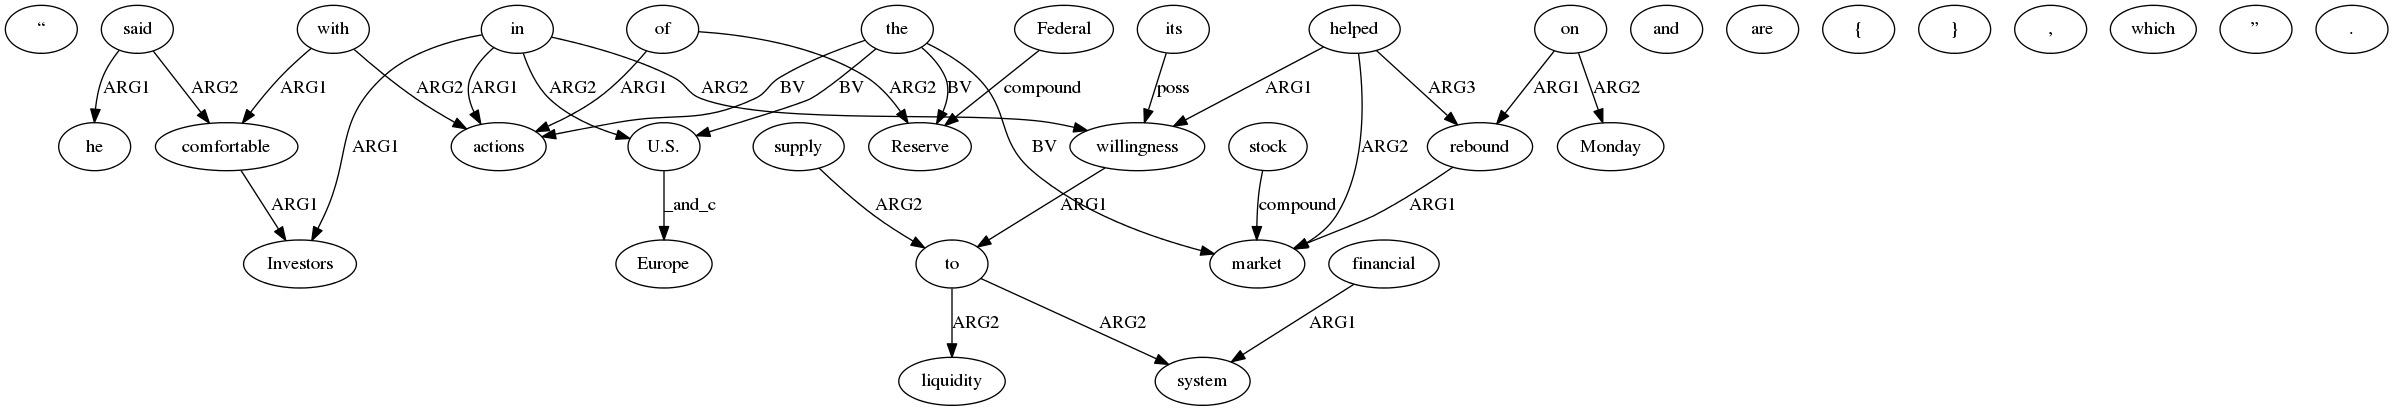 “ said with in of the Federal its helped on and are { } , which ” .
ARG1 ARG2 ARG1 ARG2 ARG1 ARG2 ARG2 ARG1 BV BV ARG2 BV compound poss ARG1 ARG3 ARG1 ARG2
he comfortable actions U.S. supply Reserve willingness stock rebound Monday
ARG1 BV ARG2
ARG1 _and_c ARG2 ARG1 compound ARG1
Investors Europe to market financial
ARG2 ARG2 ARG1
liquidity system